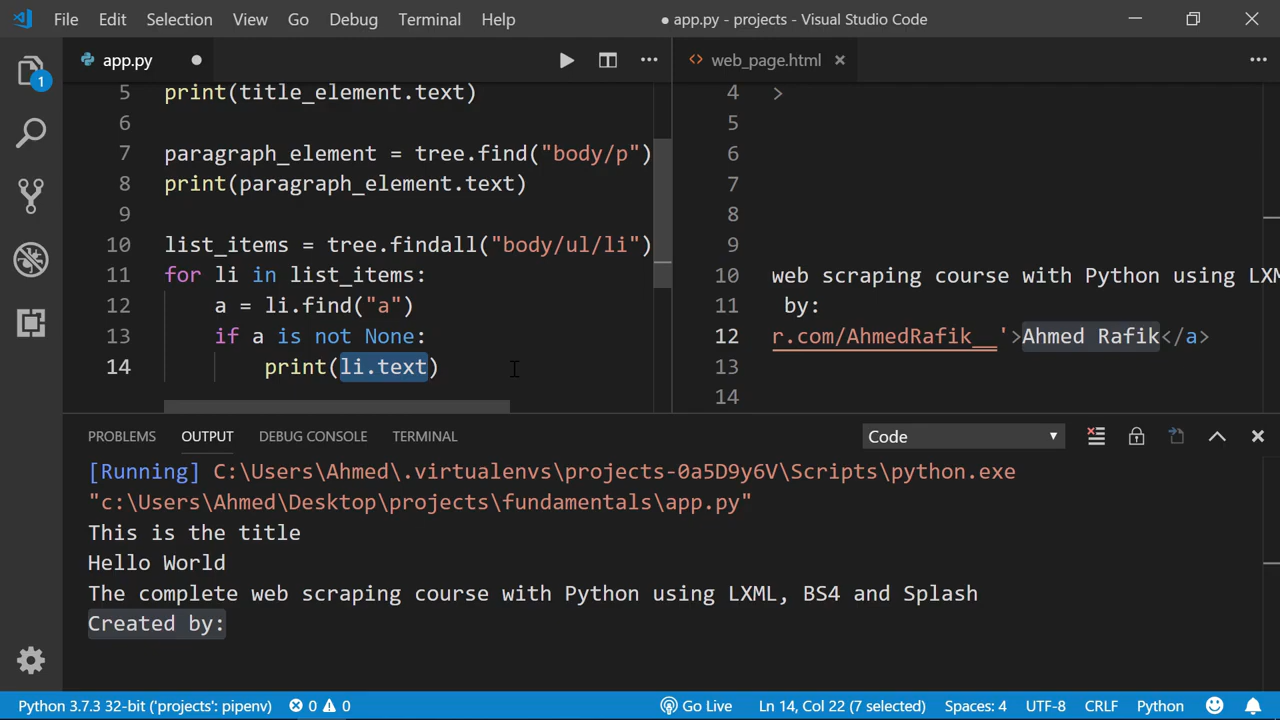 File Edit Selection View Go Debug Terminal Help ● app.py - projects - Visual Studio Code
1
app.py
5 print(title_element.text)
6
7 paragraph_element = tree.find("body/p")
8 print(paragraph_element.text)
9
10 list_items = tree.findall("body/ul/li")
11 for li in list_items:
12 a = li.find("a")
13 if a is not None:
14 print(li.text)
web_page.html
4 >
5
6
7
8
9
10 web scraping course with Python using LX
11 by:
12 r.com/AhmedRafik__'>Ahmed Rafik</a>
13
14
PROBLEMS OUTPUT DEBUG CONSOLE TERMINAL Code
[Running] C:\Users\Ahmed\.virtualenvs\projects-0a5D9y6V\Scripts\python.exe
"c:\Users\Ahmed\Desktop\projects\fundamentals\app.py"
This is the title
Hello World
The complete web scraping course with Python using LXML, BS4 and Splash
Created by:
Python 3.7.3 32-bit ('projects': pipenv) 0 0 Go Live Ln 14, Col 22 (7 selected) Spaces: 4 UTF-8 CRLF Python